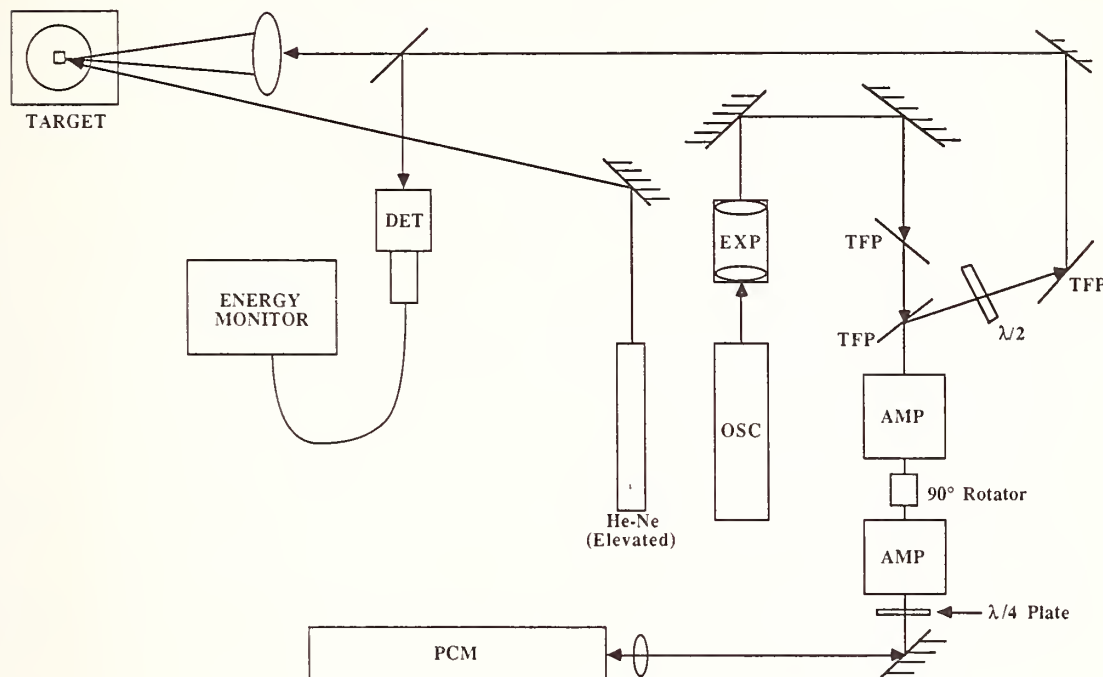 TARGET
DET
ENERGY
MONITOR
EXP
TFP
TFP
TFP
λ/2
OSC
AMP
90° Rotator
He-Ne
(Elevated)
AMP
λ/4 Plate
PCM